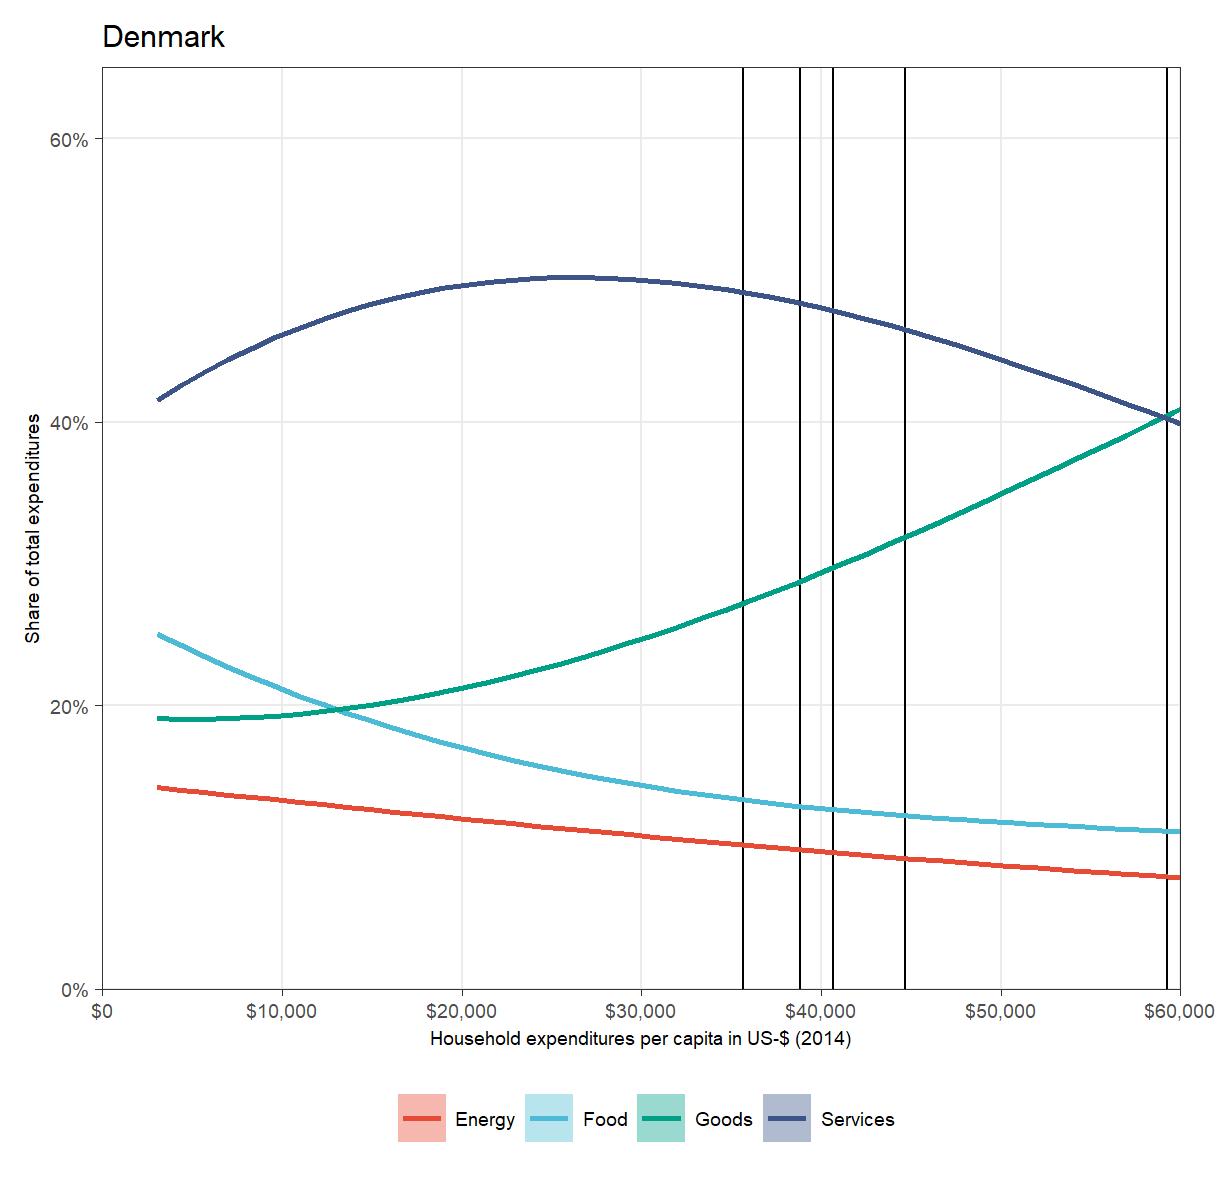 Denmark
60%
40%
20%
0%
Share of total expenditures
$0 $10,000 $20,000 $30,000 $40,000 $50,000 $60,000
Household expenditures per capita in US-$ (2014)
Energy Food Goods Services